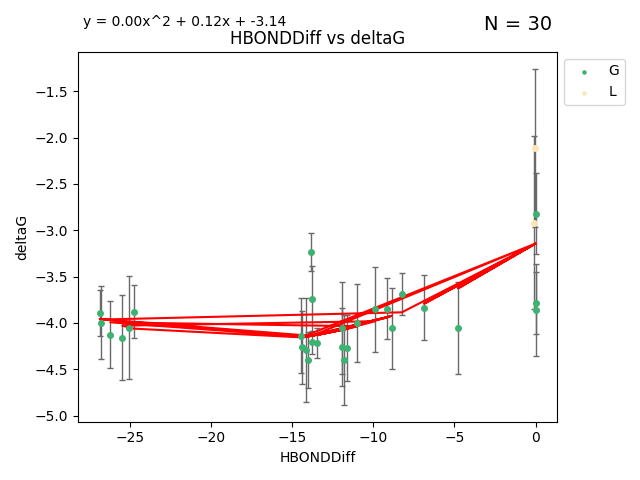 y = 0.00x^2 + 0.12x + -3.14
N = 30
HBONDDiff vs deltaG
G
L
−1.5
−2.0
−2.5
−3.0
−3.5
−4.0
−4.5
−5.0
deltaG
−25
−20
−15
−10
−5
0
HBONDDiff